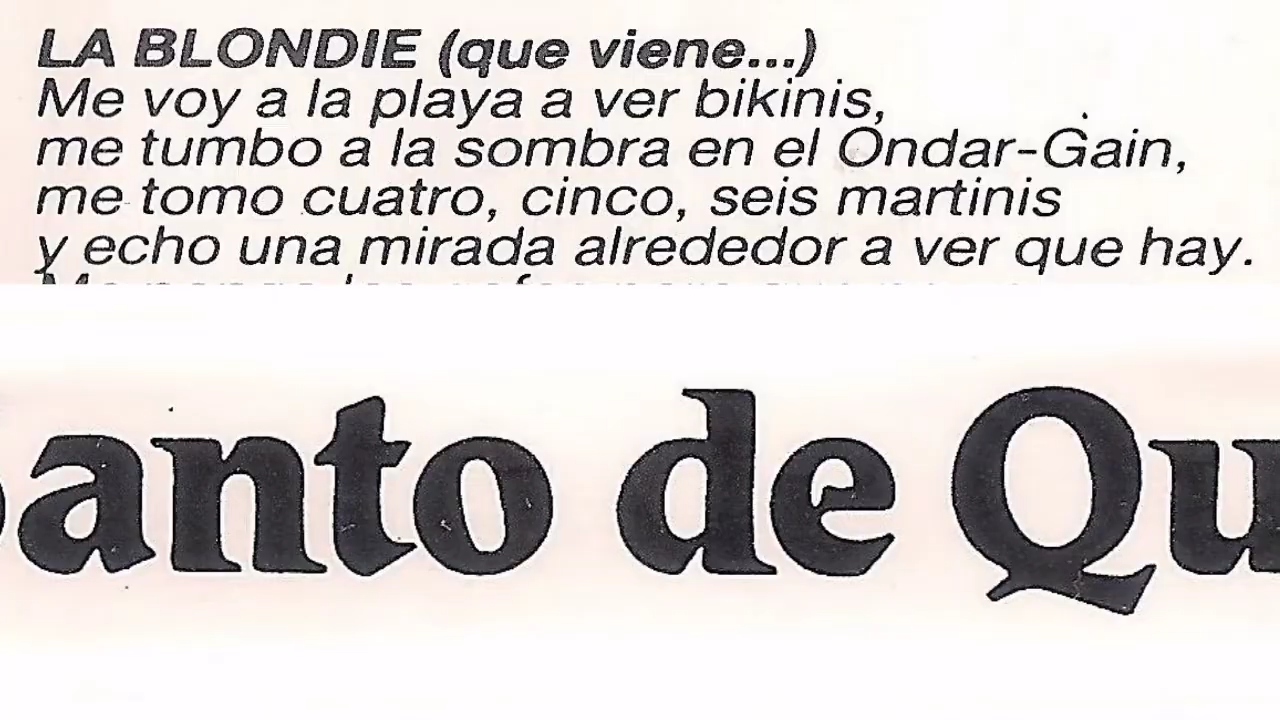 LA BLONDIE (que viene...)
Me voy a la playa a ver bikinis,
me tumbo a la sombra en el Ondar-Gain,
me tomo cuatro, cinco, seis martinis
y echo una mirada alrededor a ver que hay.
anto de Qu